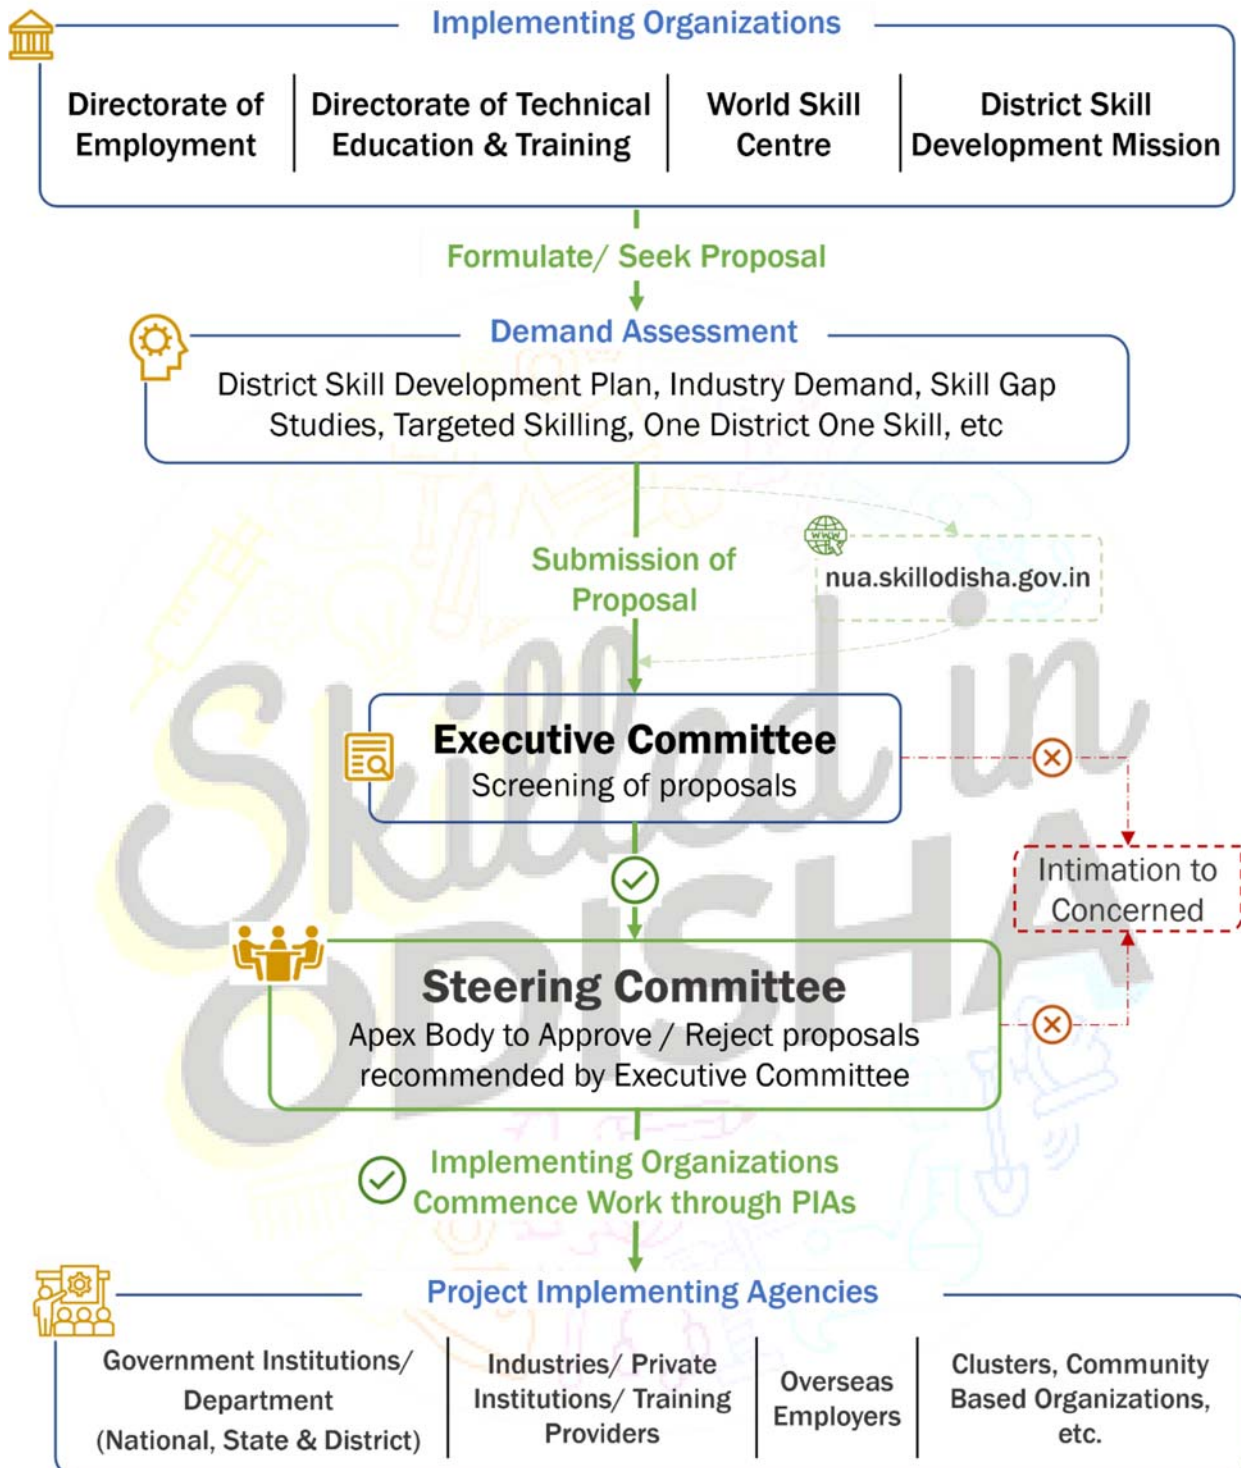 Implementing Organizations
Directorate of
Employment
Directorate of Technical
Education & Training
World Skill
Centre
District Skill
Development Mission
Formulate/ Seek Proposal
Demand Assessment
District Skill Development Plan, Industry Demand, Skill Gap
Studies, Targeted Skilling, One District One Skill, etc
Submission of
Proposal
www
nua.skillodisha.gov.in
Skilled in
ODISHA
Executive Committee
Screening of proposals
Intimation to
Concerned
Steering Committee
Apex Body to Approve / Reject proposals
recommended by Executive Committee
Implementing Organizations
Commence Work through PIAs
Project Implementing Agencies
Government Institutions/
Department
(National, State & District)
Industries/ Private
Institutions/ Training
Providers
Overseas
Employers
Clusters, Community
Based Organizations,
etc.